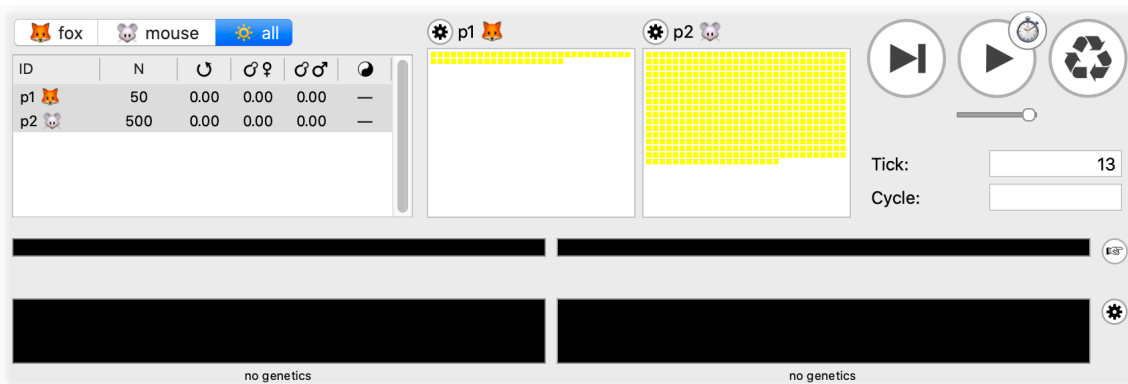 fox mouse all
ID N
p1 50 0.00 0.00 0.00 —
p2 500 0.00 0.00 0.00 —
p1
p2
Tick: 13
Cycle:
no genetics
no genetics